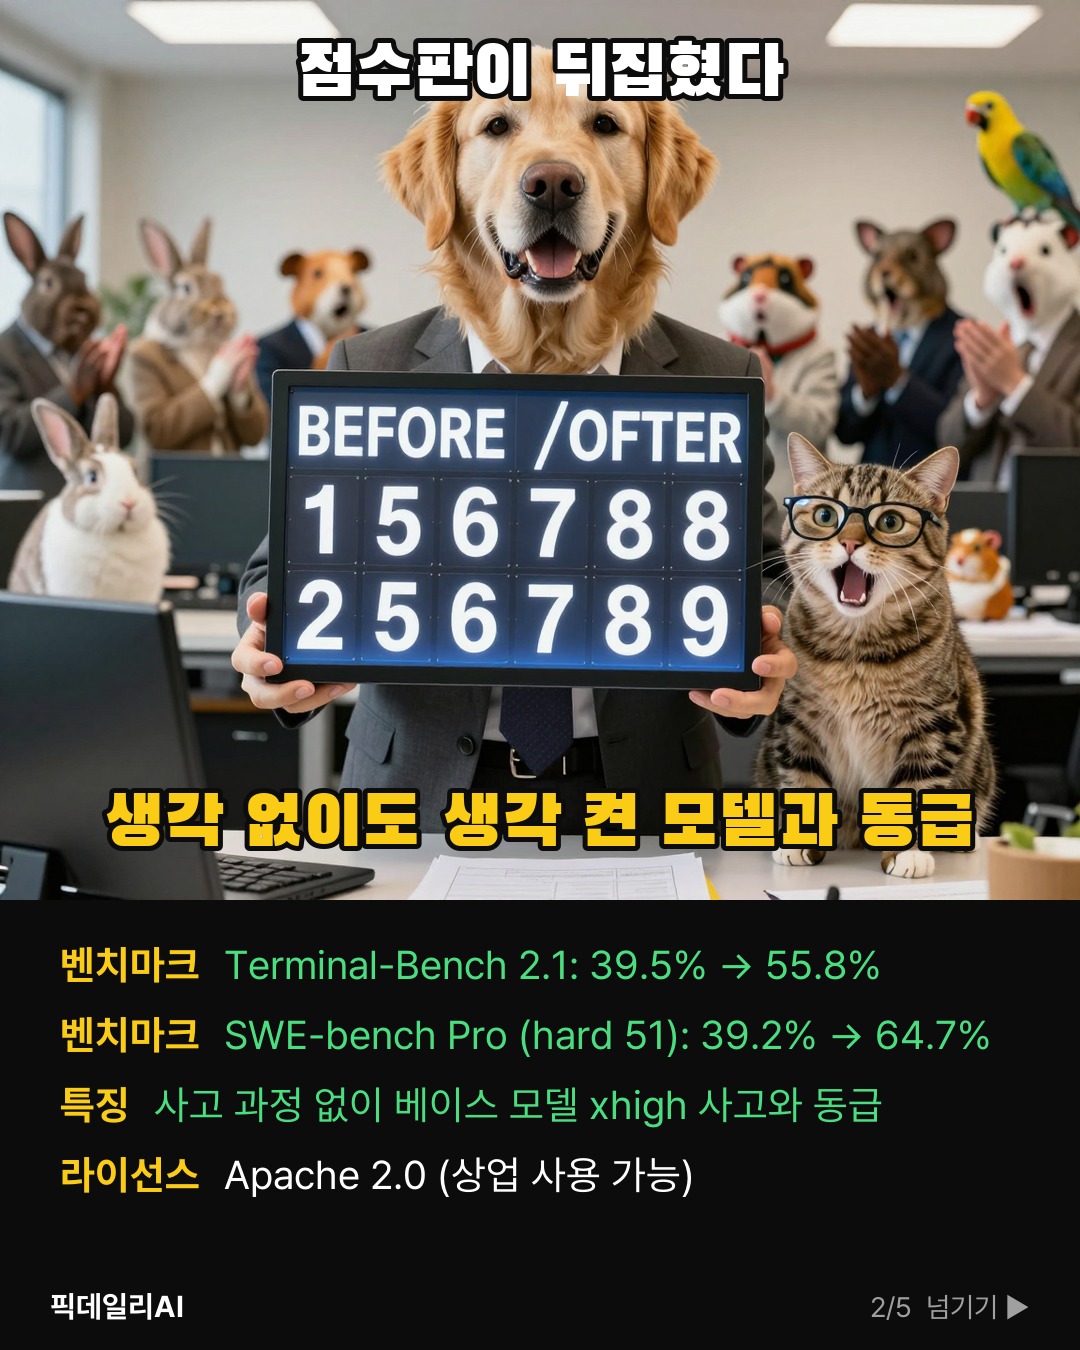 점수판이 뒤집혔다
BEFORE /OFTER
1 5 6 7 8 8
2 5 6 7 8 9
생각 없이도 생각 켠 모델과 동급
벤치마크 Terminal-Bench 2.1: 39.5% → 55.8%
벤치마크 SWE-bench Pro (hard 51): 39.2% → 64.7%
특징 사고 과정 없이 베이스 모델 xhigh 사고와 동급
라이선스 Apache 2.0 (상업 사용 가능)
픽데일리AI
2/5 넘기기 ▶